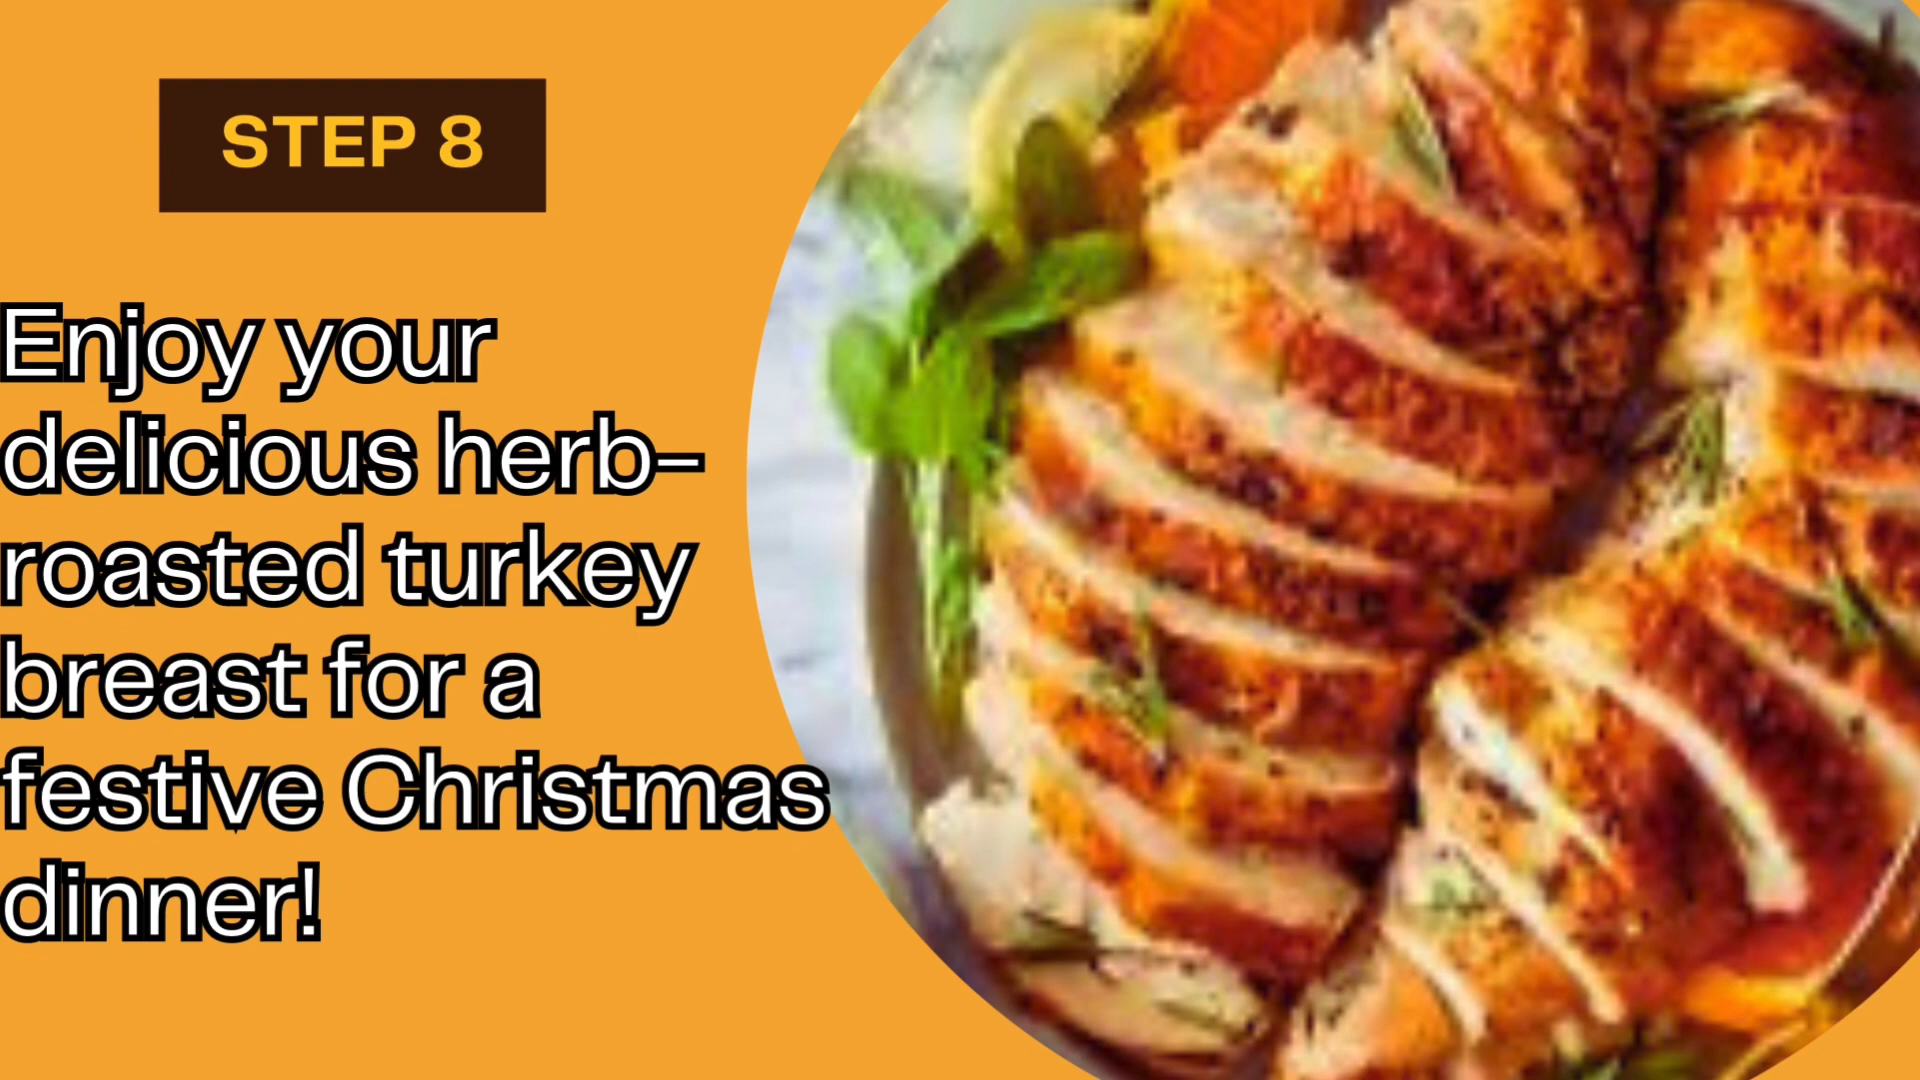 STEP 8
Enjoy your
delicious herb-
roasted turkey
breast for a
festive Christmas
dinner!